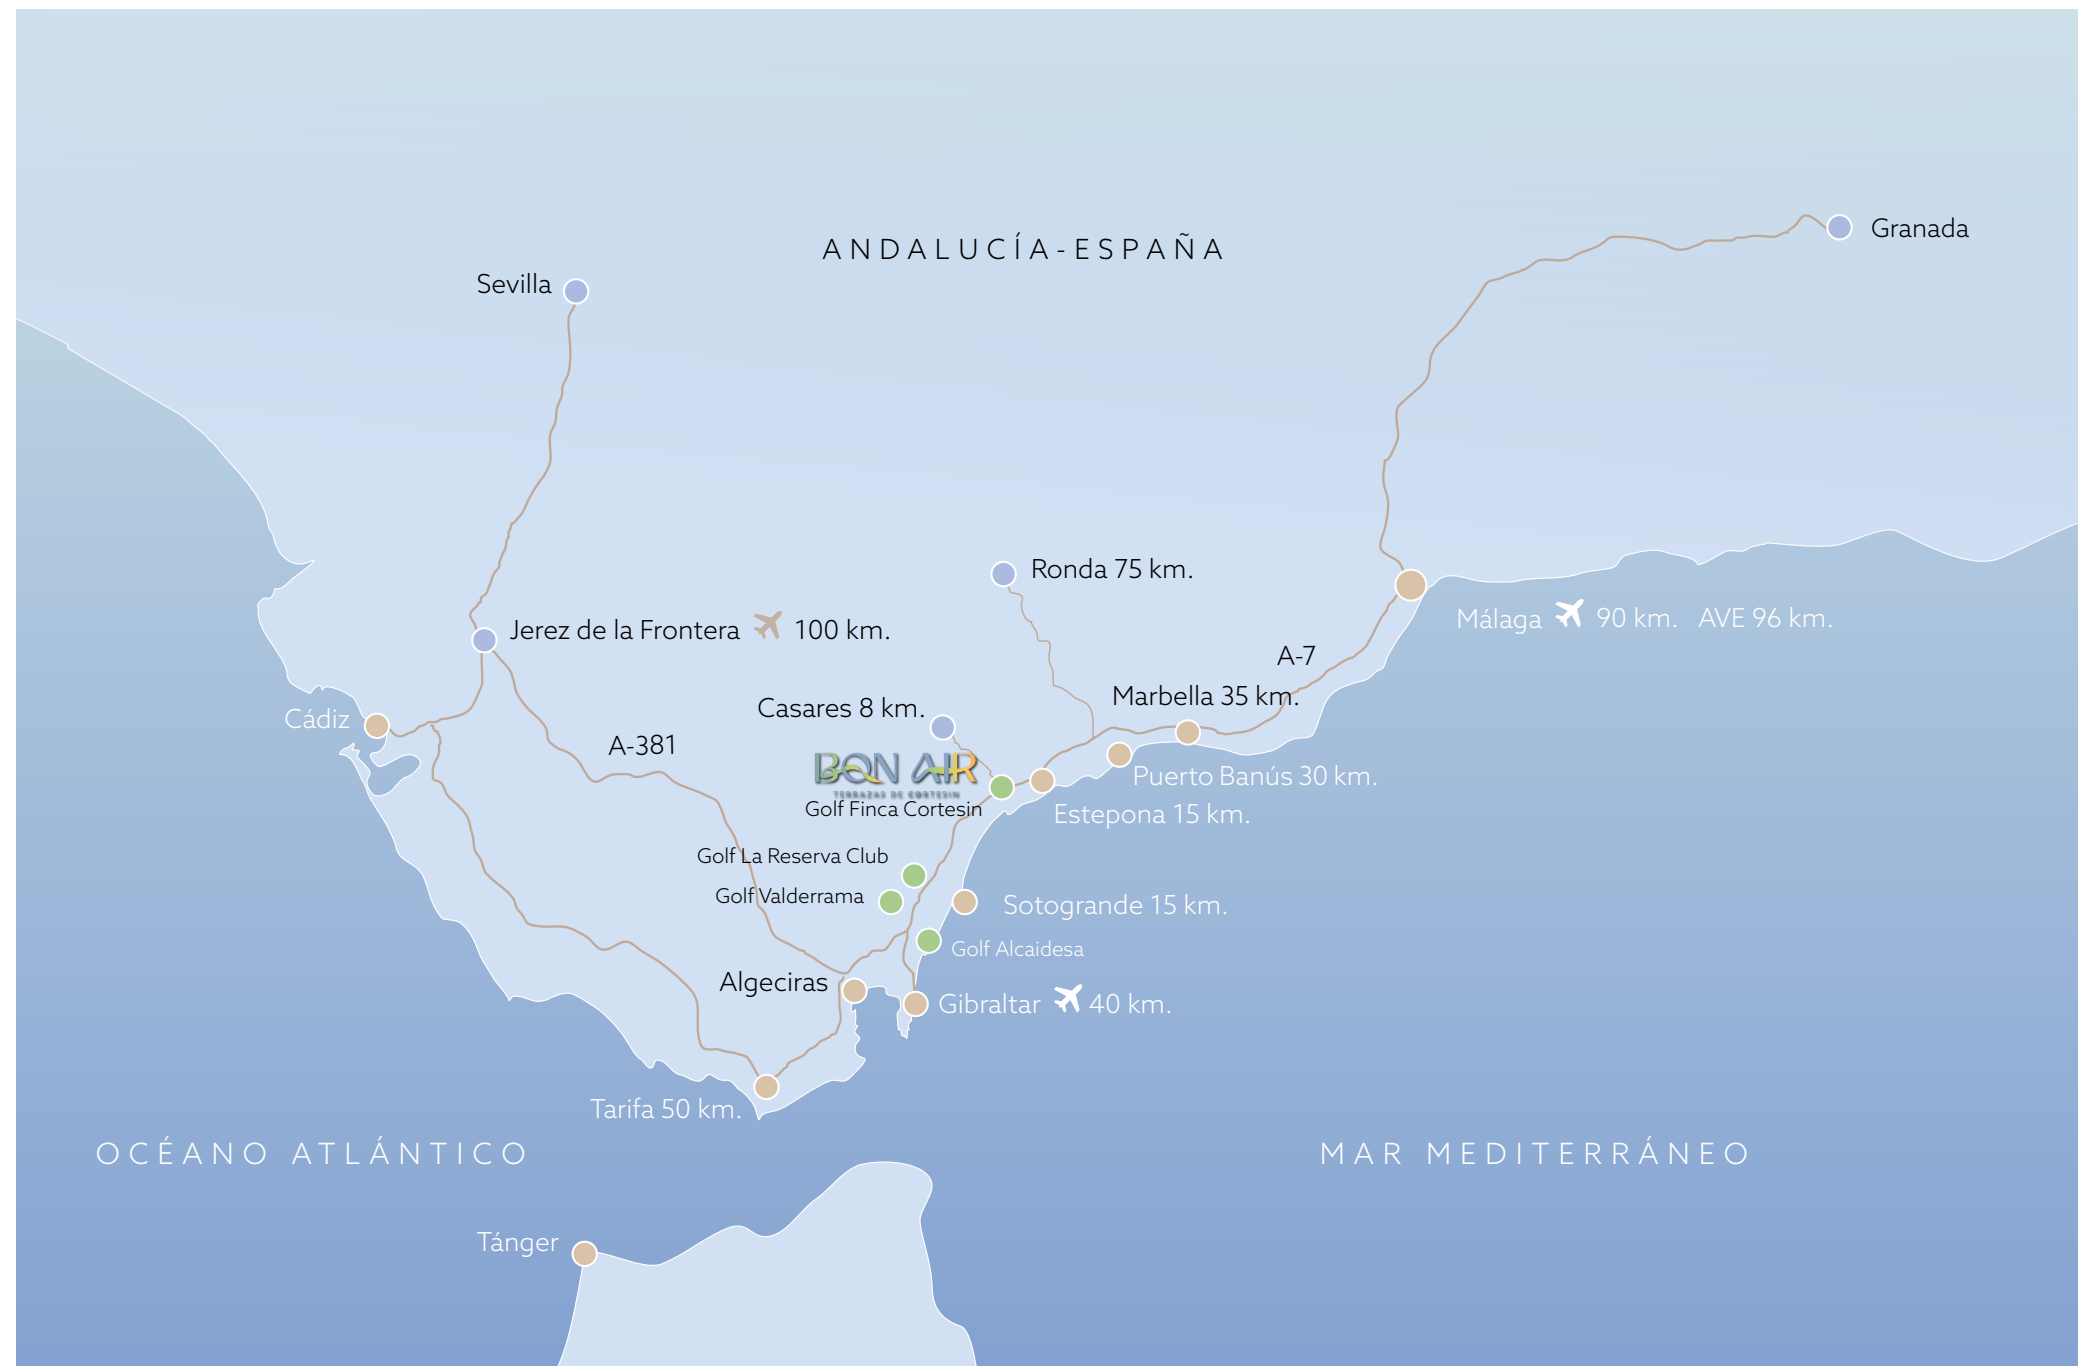 Granada
ANDALUCÍA-ESPAÑA
Sevilla
Ronda 75 km.
Málaga 90 km. AVE 96 km.
Jerez de la Frontera 100 km.
A-7
Marbella 35 km.
Casares 8 km.
Cádiz
A-381
BON AIR
TERRAZAS DE CORTESIN
Puerto Banús 30 km.
Golf Finca Cortesin
Estepona 15 km.
Golf La Reserva Club
Golf Valderrama
Sotogrande 15 km.
Golf Alcaidesa
Algeciras
Gibraltar 40 km.
Tarifa 50 km.
OCÉANO ATLÁNTICO
MAR MEDITERRÁNEO
Tánger